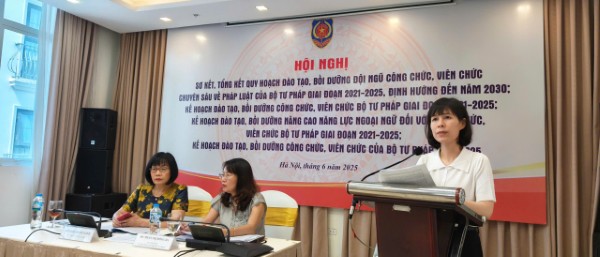 HỘI NGHỊ
SƠ KẾT, TỔNG KẾT QUY HOẠCH ĐÀO TẠO, BỒI DƯỠNG ĐỘI NGŨ CÔNG CHỨC, VIÊN CHỨC
CHUYÊN SÂU VỀ PHÁP LUẬT CỦA BỘ TƯ PHÁP GIAI ĐOẠN 2021-2025, ĐỊNH HƯỚNG ĐẾN NĂM 2030;
KẾ HOẠCH ĐÀO TẠO, BỒI DƯỠNG CÔNG CHỨC, VIÊN CHỨC BỘ TƯ PHÁP GIAI ĐOẠN 2021-2025;
KẾ HOẠCH ĐÀO TẠO, BỒI DƯỠNG NÂNG CAO NĂNG LỰC NGOẠI NGỮ ĐỐI VỚI CHỨC,
VIÊN CHỨC BỘ TƯ PHÁP GIAI ĐOẠN 2021-2025;
KẾ HOẠCH ĐÀO TẠO, BỒI DƯỠNG CÔNG CHỨC, VIÊN CHỨC CỦA BỘ TƯ PHÁP 2025
Hà Nội, tháng 6 năm 2025